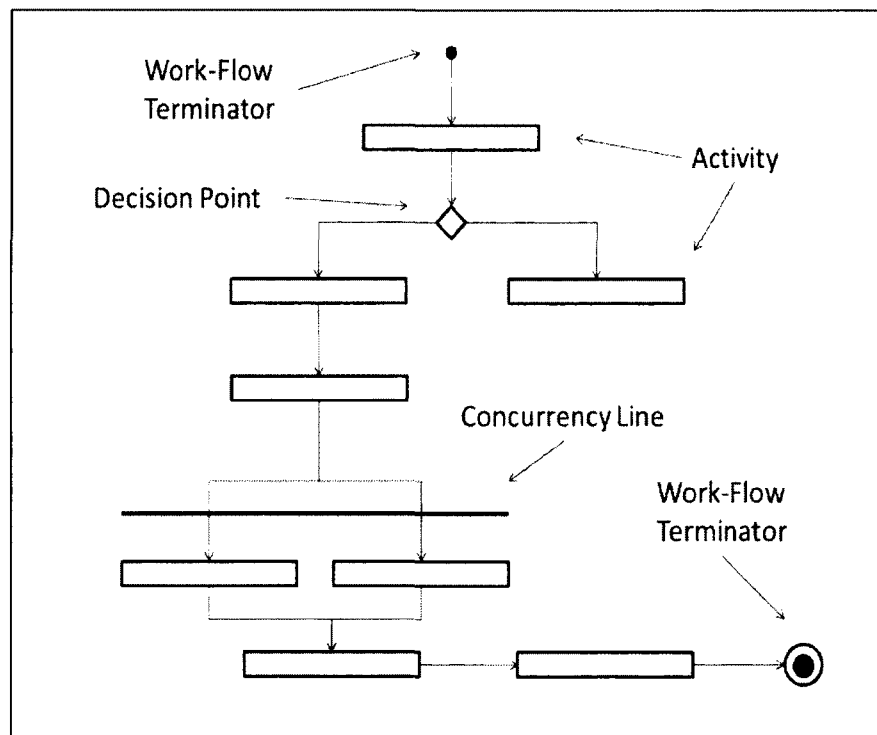 Work-Flow
Terminator
Activity
Decision Point
Concurrency Line
Work-Flow
Terminator